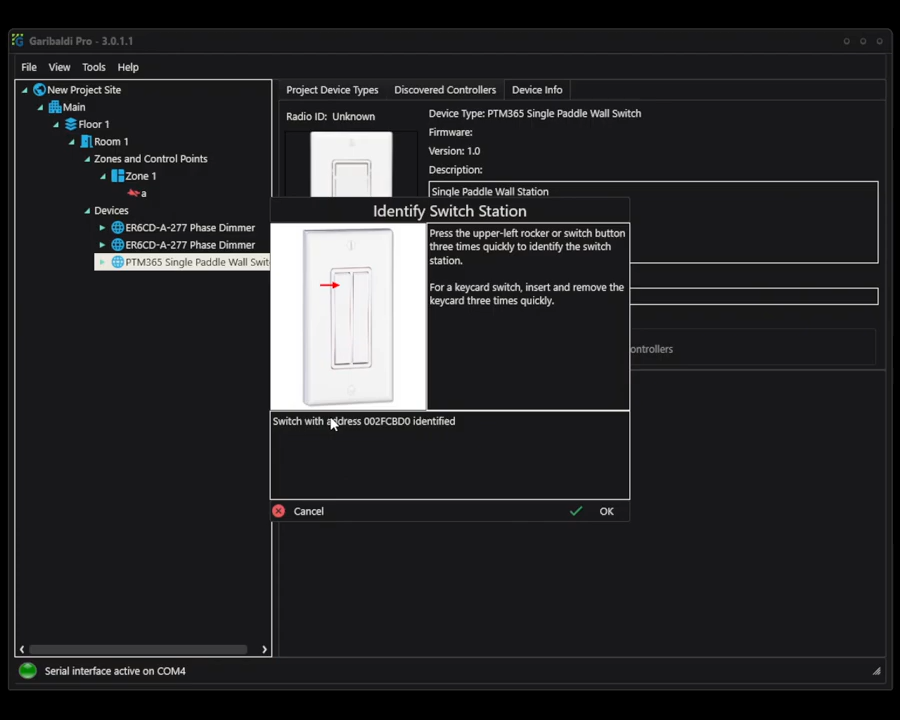 Garibaldi Pro - 3.0.1.1
File View Tools Help
New Project Site
Main
Floor 1
Room 1
Zones and Control Points
Zone 1
a
Devices
ER6CD-A-277 Phase Dimmer
ER6CD-A-277 Phase Dimmer
PTM365 Single Paddle Wall Swit
Project Device Types Discovered Controllers Device Info
Radio ID: Unknown
Device Type: PTM365 Single Paddle Wall Switch
Firmware:
Version: 1.0
Description:
Single Paddle Wall Station
ontrollers
Identify Switch Station
Press the upper-left rocker or switch button
three times quickly to identify the switch
station.
For a keycard switch, insert and remove the
keycard three times quickly.
Switch with address 002FCBD0 identified
Cancel OK
Serial interface active on COM4